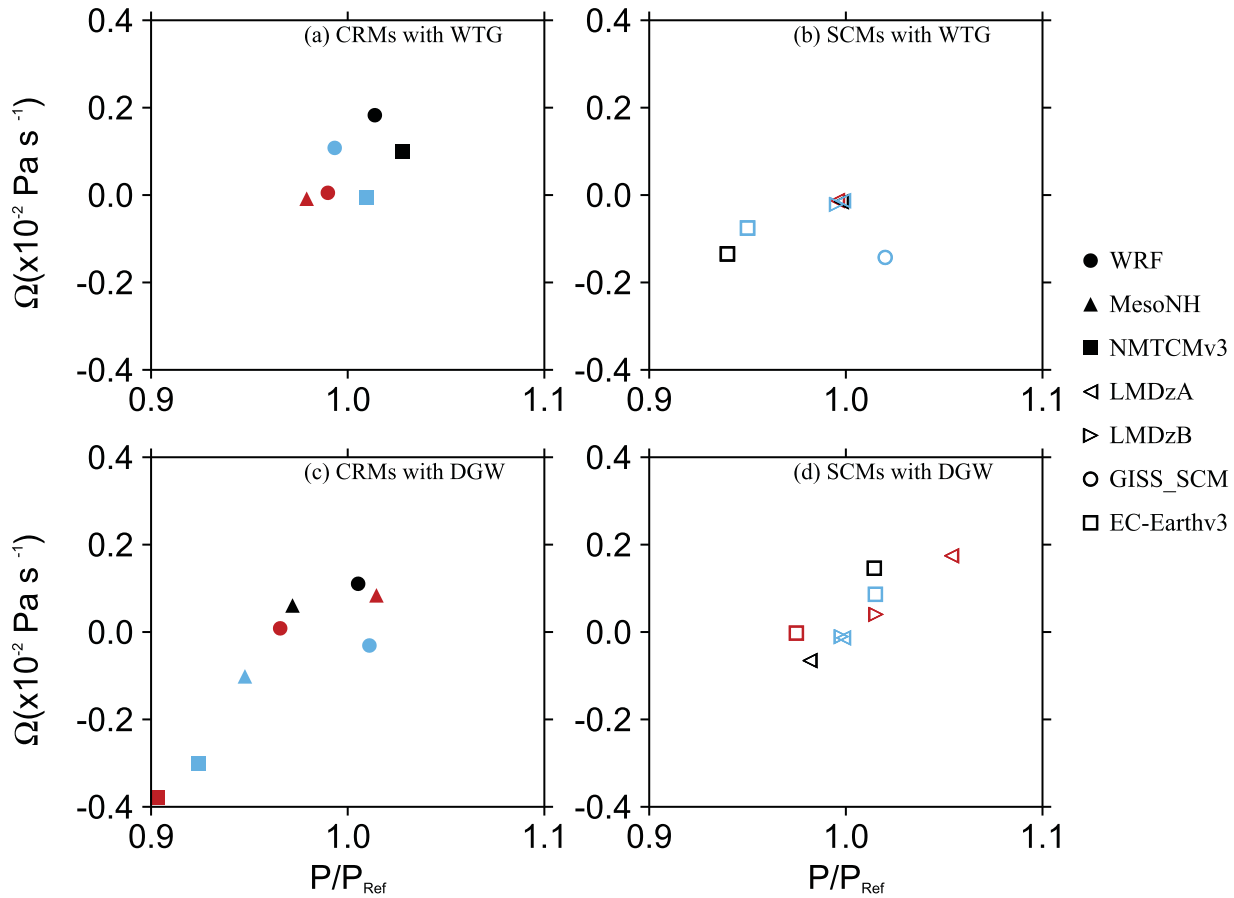 (a) CRMs with WTG
0.4
0.2
0.0
-0.2
-0.4
Ω(x10⁻² Pa s⁻¹)
0.9 1.0 1.1
(b) SCMs with WTG
0.4
0.2
0.0
-0.2
-0.4
0.9 1.0 1.1
WRF
MesoNH
NMTCMv3
LMDzA
LMDzB
GISS_SCM
EC-Earthv3
(c) CRMs with DGW
0.4
0.2
0.0
-0.2
-0.4
Ω(x10⁻² Pa s⁻¹)
0.9 1.0 1.1
P/P_Ref
(d) SCMs with DGW
0.4
0.2
0.0
-0.2
-0.4
0.9 1.0 1.1
P/P_Ref